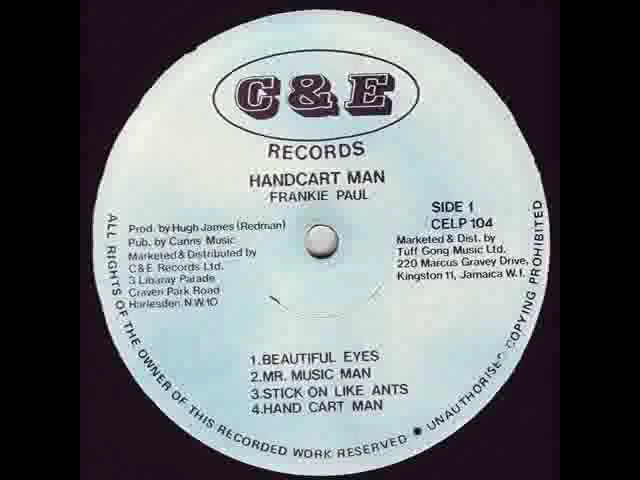 C&E
RECORDS
HANDCART MAN
FRANKIE PAUL
Prod. by Hugh James (Redman)
Pub. by Canns Music
Marketed & Distributed by
C&E Records Ltd.
3 Libaray Parade
Craven Park Road
Harlesden N.W.10
SIDE 1
CELP 104
Marketed & Dist. by
Tuff Gong Music Ltd.
220 Marcus Gravey Drive,
Kingston 11, Jamaica W.I.
1.BEAUTIFUL EYES
2.MR. MUSIC MAN
3.STICK ON LIKE ANTS
4.HAND CART MAN
ALL RIGHTS OF THE OWNER OF THIS RECORDED WORK RESERVED ● UNAUTHORISED COPYING PROHIBITED